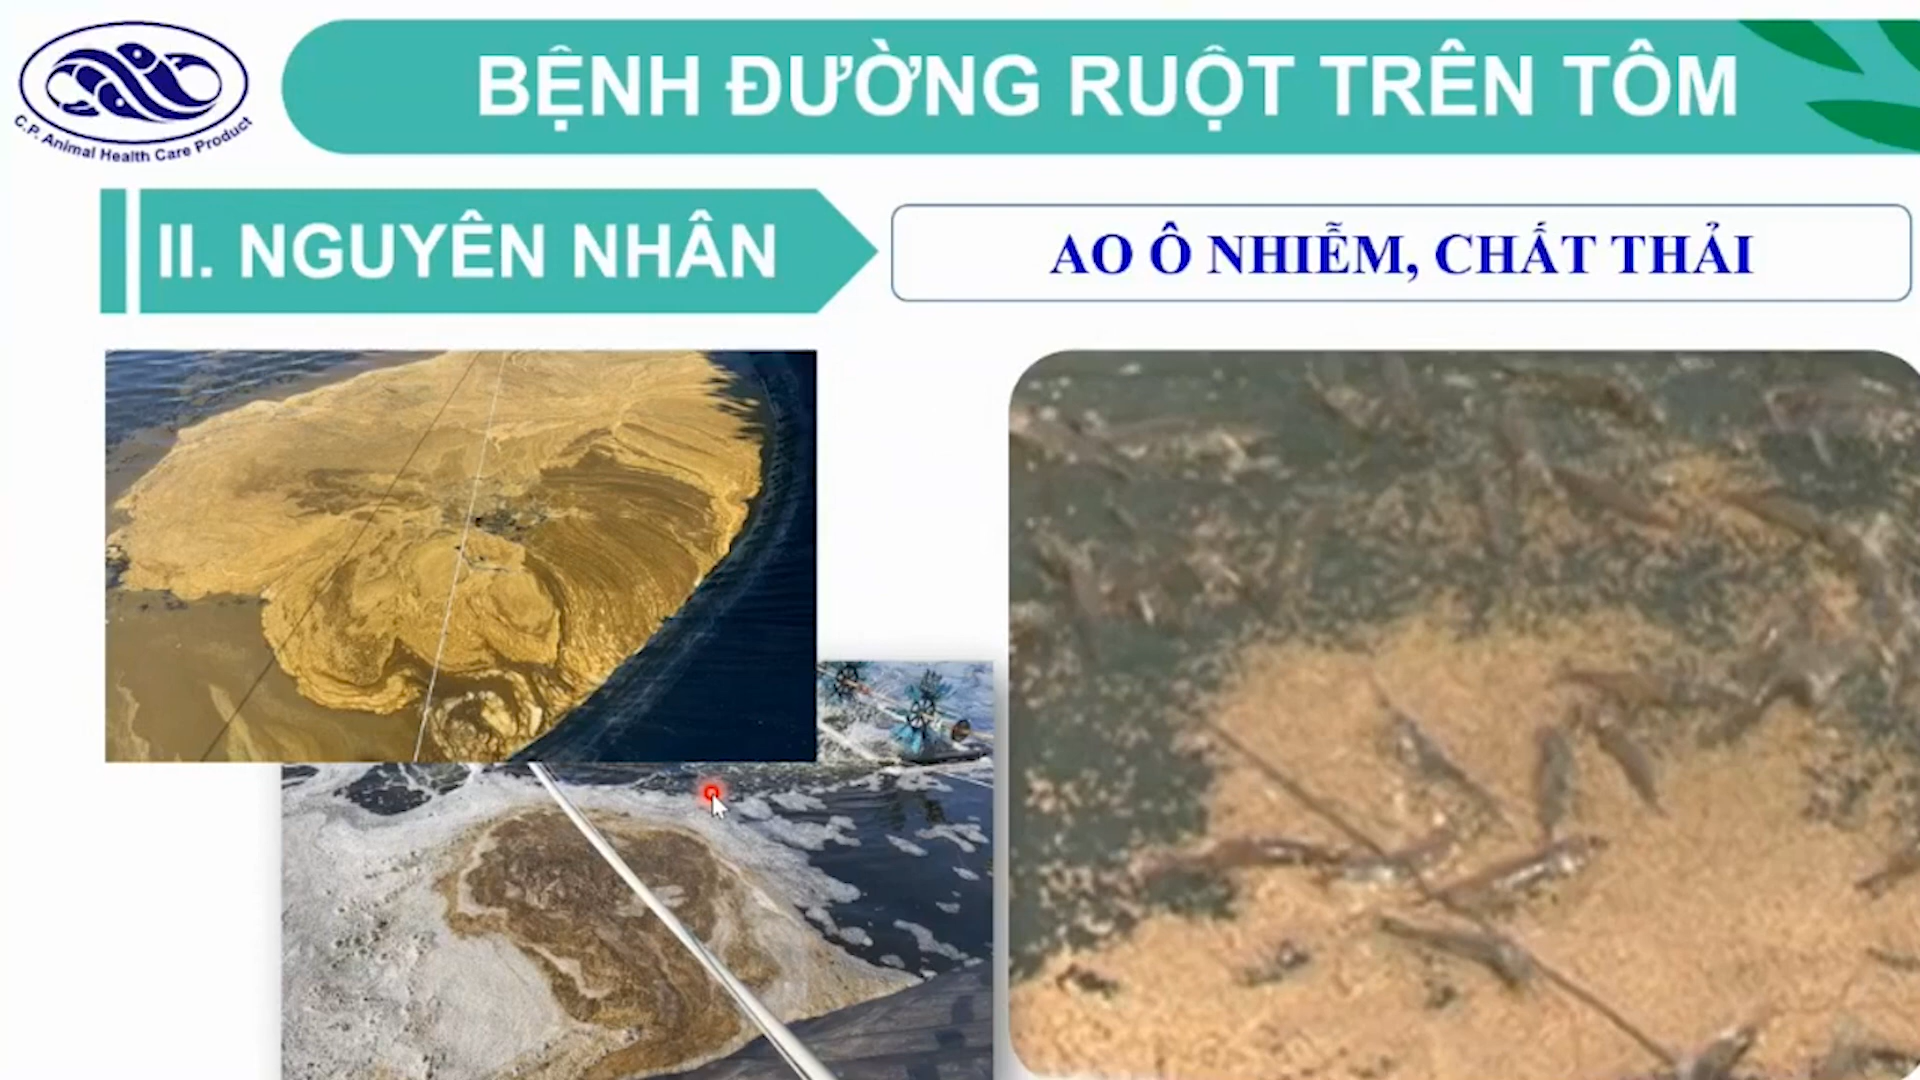 C.P. Animal Health Care Product
BỆNH ĐƯỜNG RUỘT TRÊN TÔM
II. NGUYÊN NHÂN
AO Ô NHIỄM, CHẤT THẢI